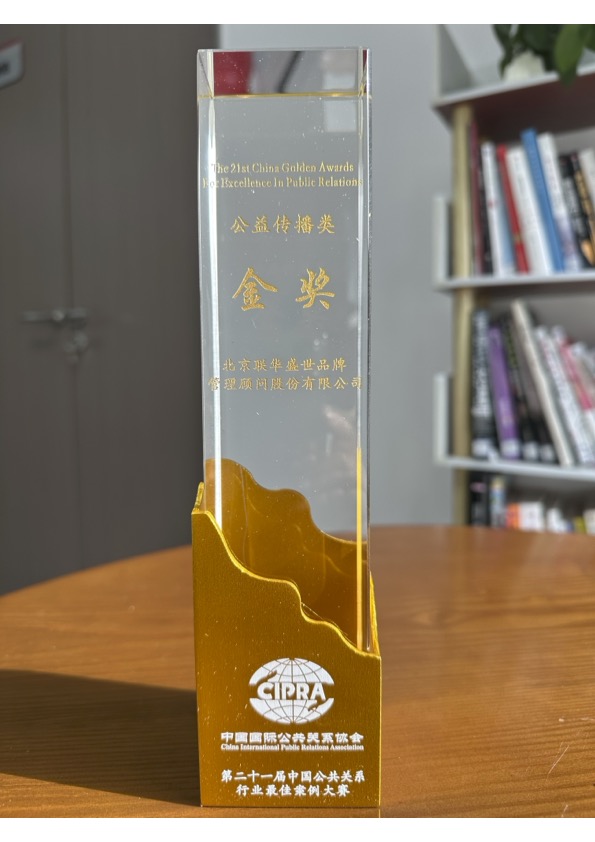 The 21st China Golden Awards
For Excellence In Public Relations
公益传播类
金奖
北京联华盛世品牌
管理顾问股份有限公司
CIPRA
中国国际公共关系协会
China International Public Relations Association
第二十一届中国公共关系
行业最佳案例大赛